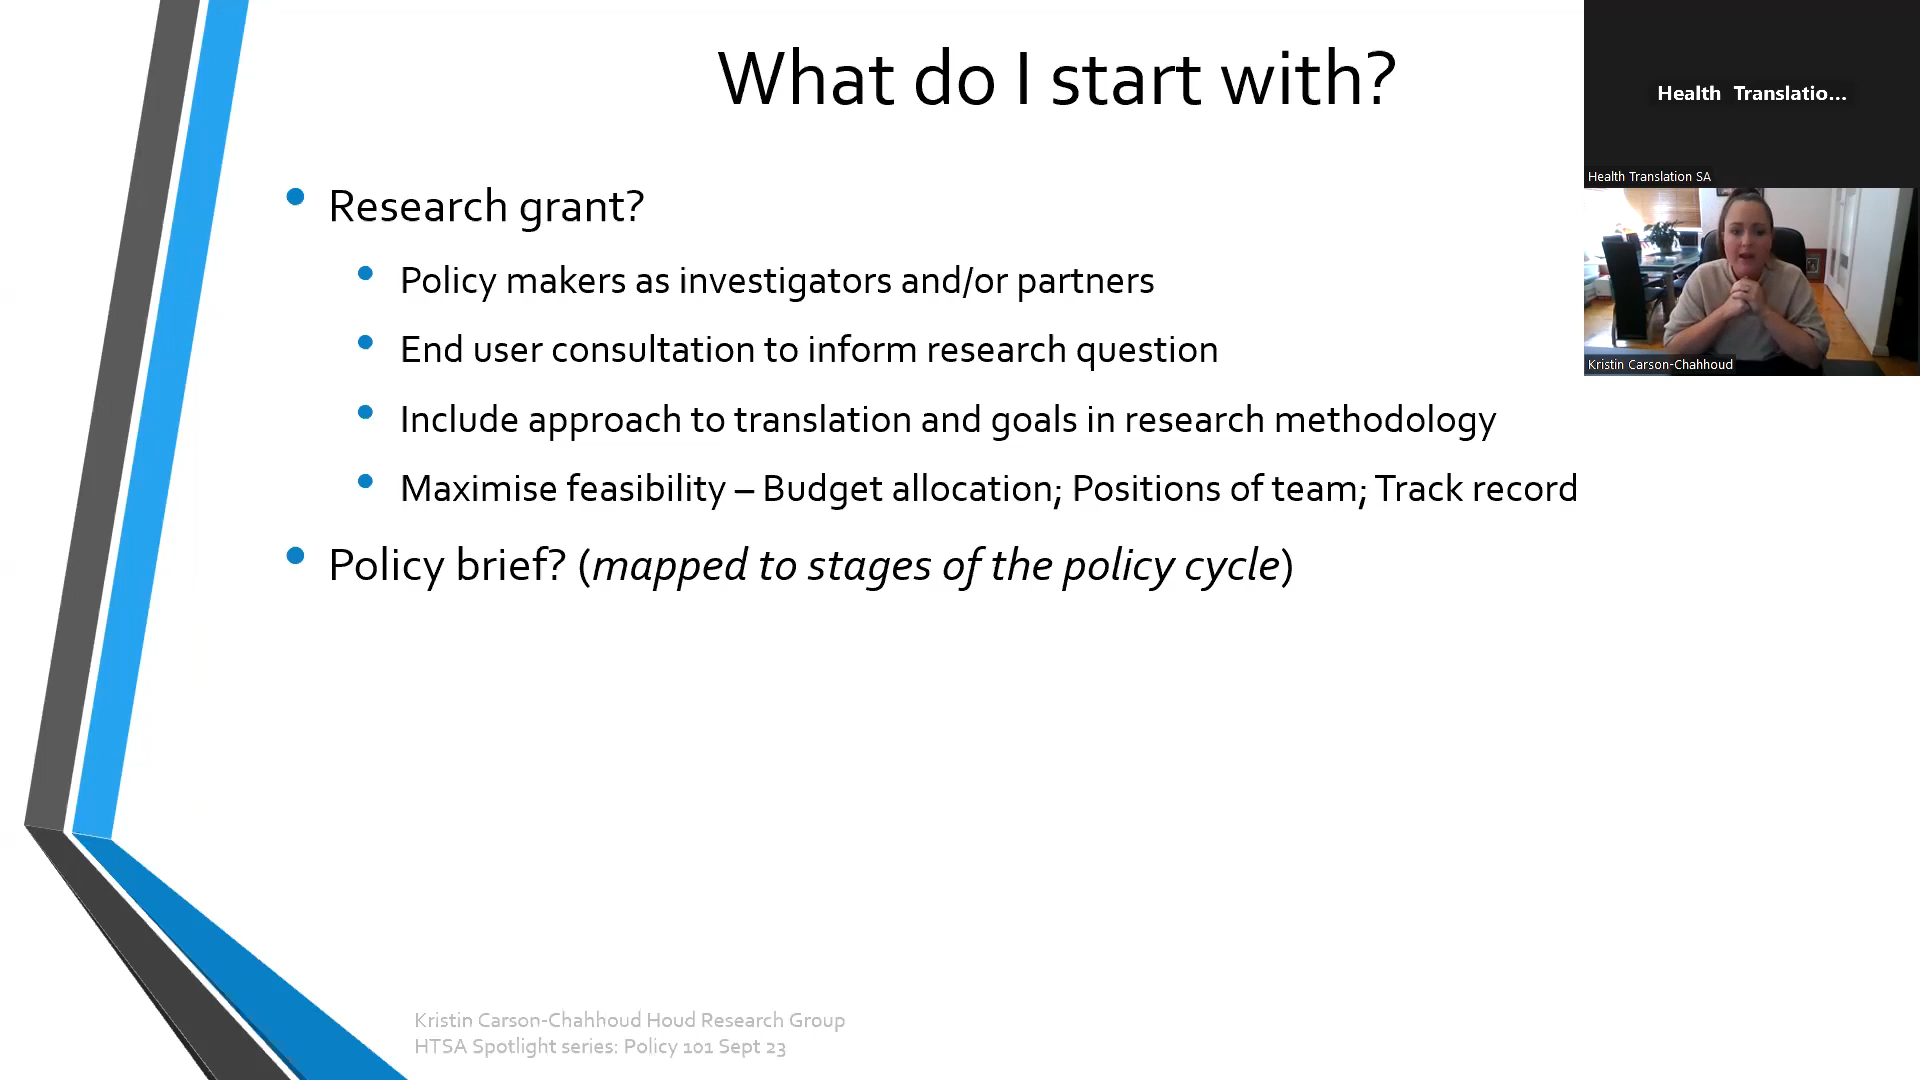 What do I start with?
Research grant?
Policy makers as investigators and/or partners
End user consultation to inform research question
Include approach to translation and goals in research methodology
Maximise feasibility – Budget allocation; Positions of team; Track record
Policy brief? (mapped to stages of the policy cycle)
Kristin Carson-Chahhoud Houd Research Group
HTSA Spotlight series: Policy 101 Sept 23
Health Translatio...
Health Translation SA
Kristin Carson-Chahhoud